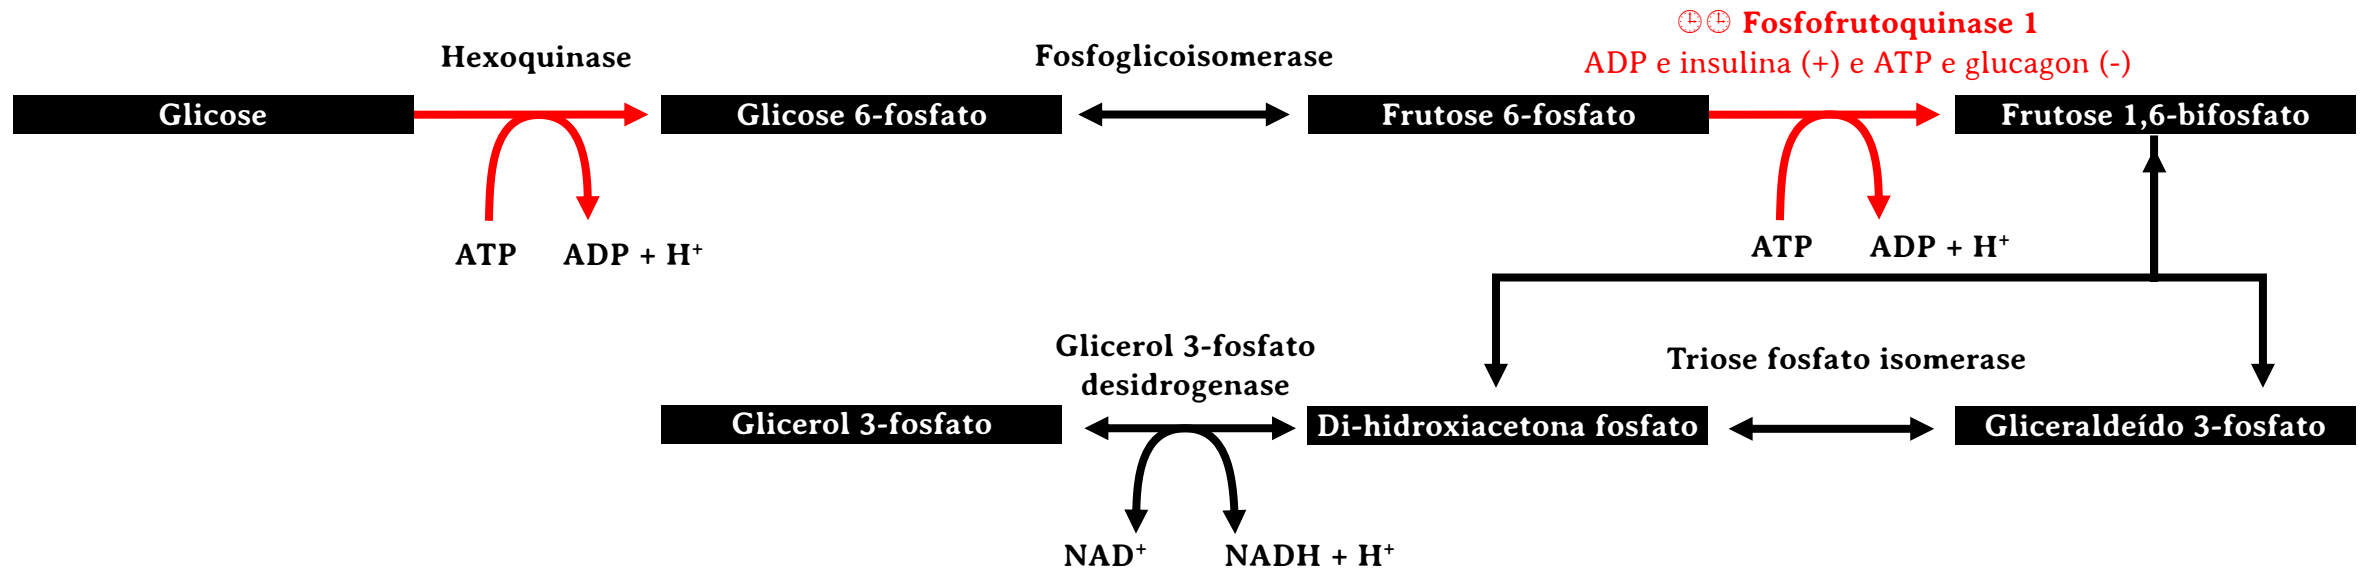 🕒🕒 Fosfofrutoquinase 1
Hexoquinase
Fosfoglicoisomerase
ADP e insulina (+) e ATP e glucagon (-)
Glicose
Glicose 6-fosfato
Frutose 6-fosfato
Frutose 1,6-bifosfato
ATP
ADP + H⁺
ATP
ADP + H⁺
Glicerol 3-fosfato
desidrogenase
Triose fosfato isomerase
Glicerol 3-fosfato
Di-hidroxiacetona fosfato
Gliceraldeído 3-fosfato
NAD⁺
NADH + H⁺